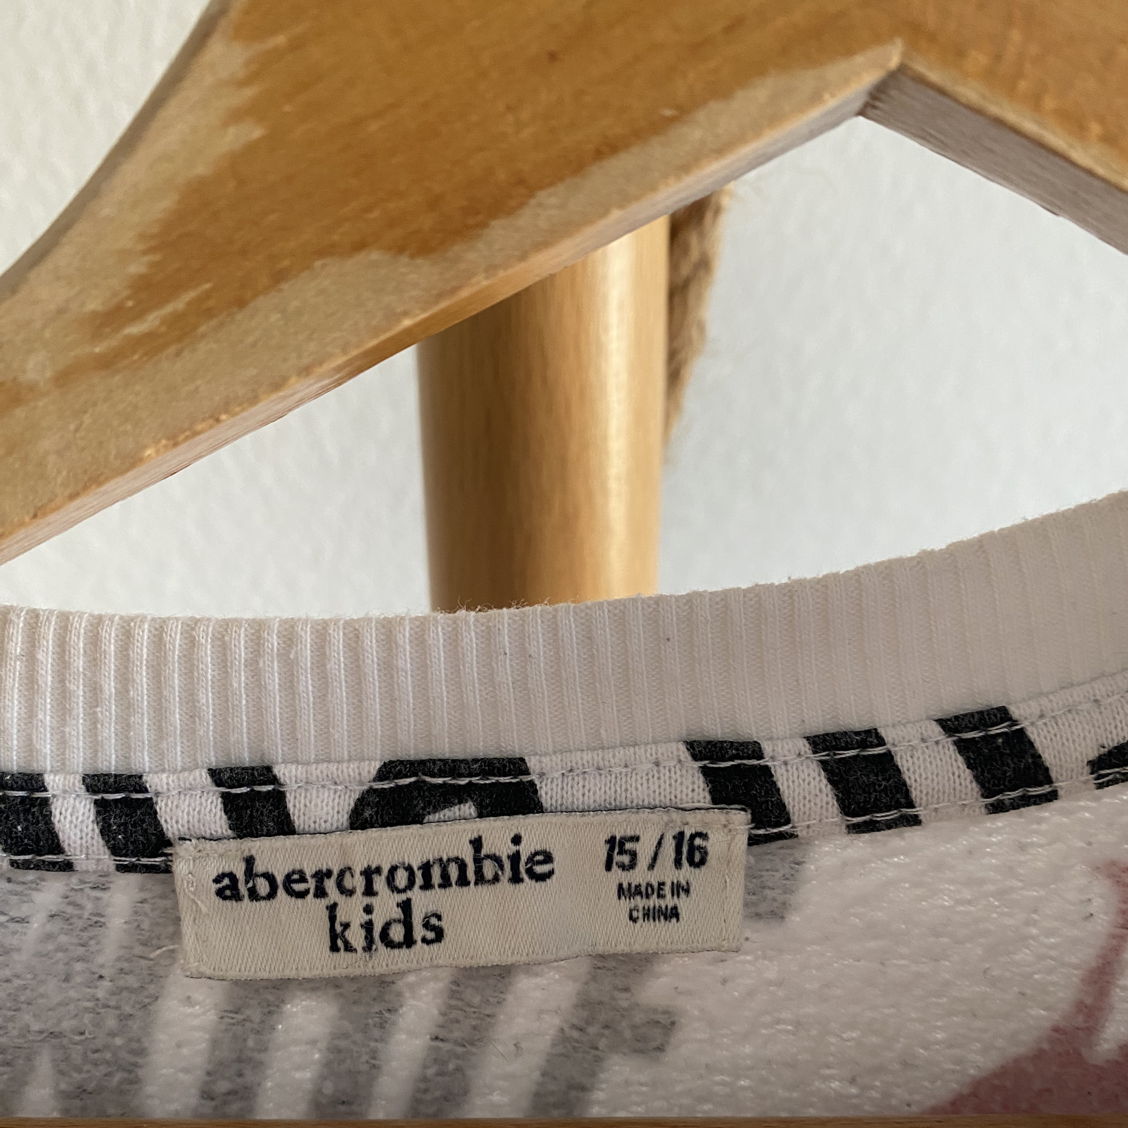 abercrombie
kids
15/16
MADE IN
CHINA